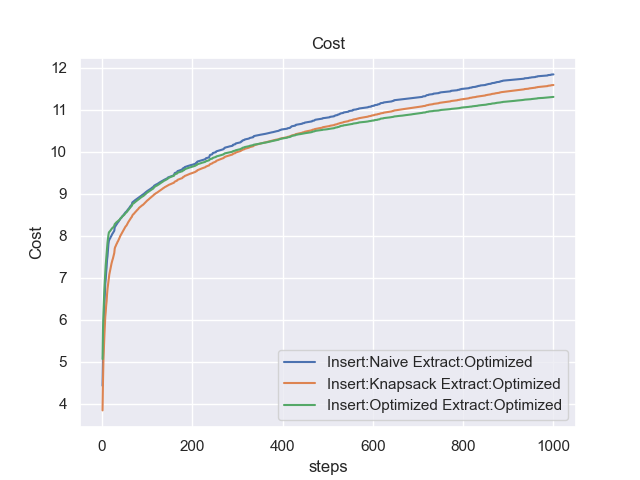 Cost
12
11
10
9
8
7
6
5
4
Cost
0 200 400 600 800 1000
steps
Insert:Naive Extract:Optimized
Insert:Knapsack Extract:Optimized
Insert:Optimized Extract:Optimized